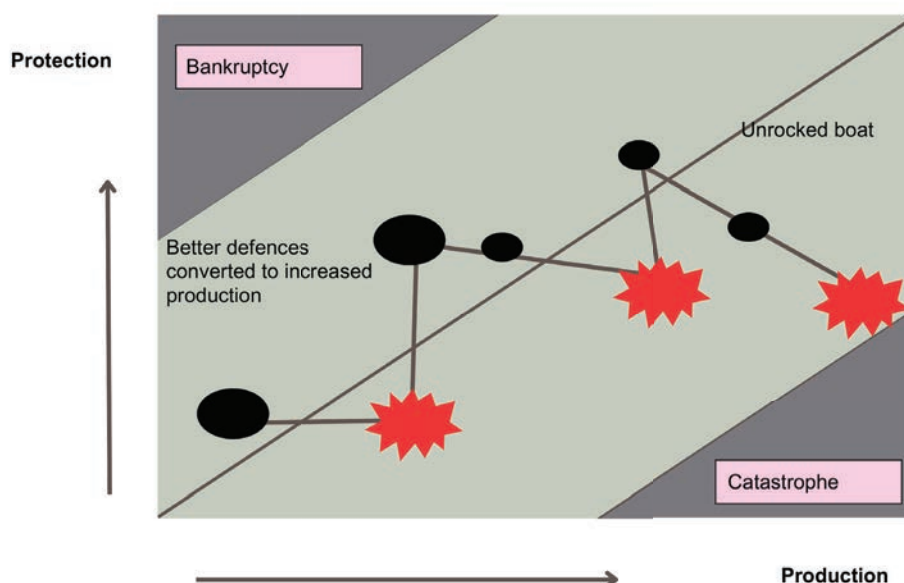 Protection
Bankruptcy
Unrocked boat
Better defences
converted to increased
production
Catastrophe
Production